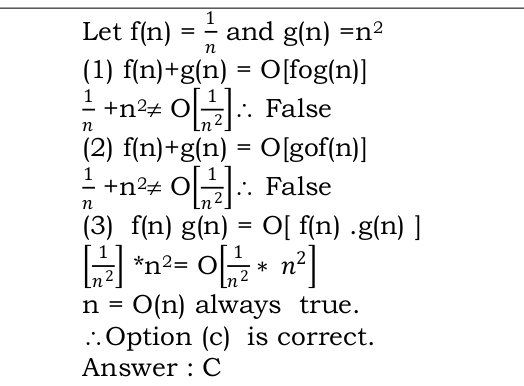 Let f(n) = 1/n and g(n) =n²
(1) f(n)+g(n) = O[fog(n)]
1/n +n²≠ O[1/n²]∴ False
(2) f(n)+g(n) = O[gof(n)]
1/n +n²≠ O[1/n²]∴ False
(3) f(n) g(n) = O[ f(n) .g(n) ]
[1/n²] *n²= O[1/n² * n²]
n = O(n) always true.
∴Option (c) is correct.
Answer : C